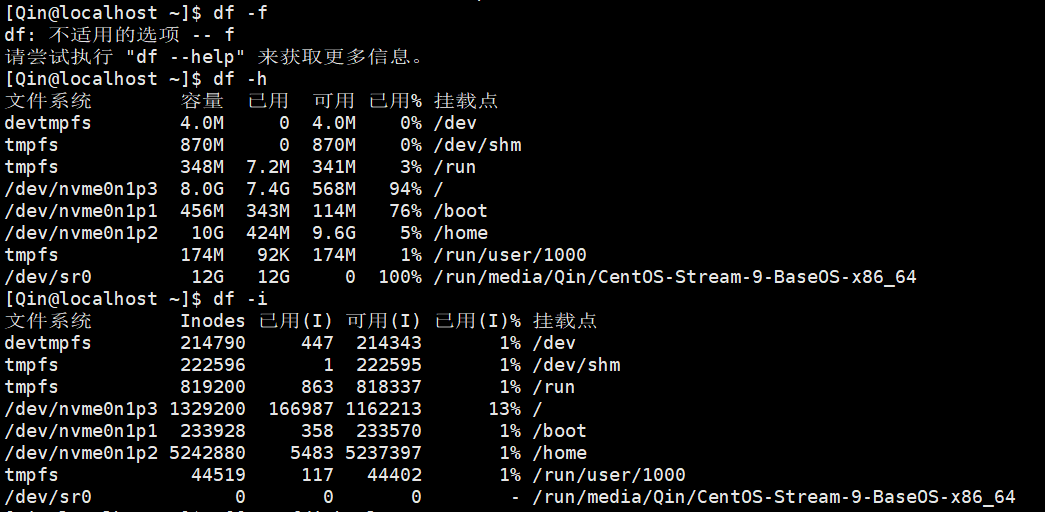 [Qin@localhost ~]$ df -f
df: 不适用的选项 -- f
请尝试执行 "df --help" 来获取更多信息。
[Qin@localhost ~]$ df -h
文件系统 容量 已用 可用 已用% 挂载点
devtmpfs 4.0M 0 4.0M 0% /dev
tmpfs 870M 0 870M 0% /dev/shm
tmpfs 348M 7.2M 341M 3% /run
/dev/nvme0n1p3 8.0G 7.4G 568M 94% /
/dev/nvme0n1p1 456M 343M 114M 76% /boot
/dev/nvme0n1p2 10G 424M 9.6G 5% /home
tmpfs 174M 92K 174M 1% /run/user/1000
/dev/sr0 12G 12G 0 100% /run/media/Qin/CentOS-Stream-9-BaseOS-x86_64
[Qin@localhost ~]$ df -i
文件系统 Inodes 已用(I) 可用(I) 已用(I)% 挂载点
devtmpfs 214790 447 214343 1% /dev
tmpfs 222596 1 222595 1% /dev/shm
tmpfs 819200 863 818337 1% /run
/dev/nvme0n1p3 1329200 166987 1162213 13% /
/dev/nvme0n1p1 233928 358 233570 1% /boot
/dev/nvme0n1p2 5242880 5483 5237397 1% /home
tmpfs 44519 117 44402 1% /run/user/1000
/dev/sr0 0 0 0 - /run/media/Qin/CentOS-Stream-9-BaseOS-x86_64